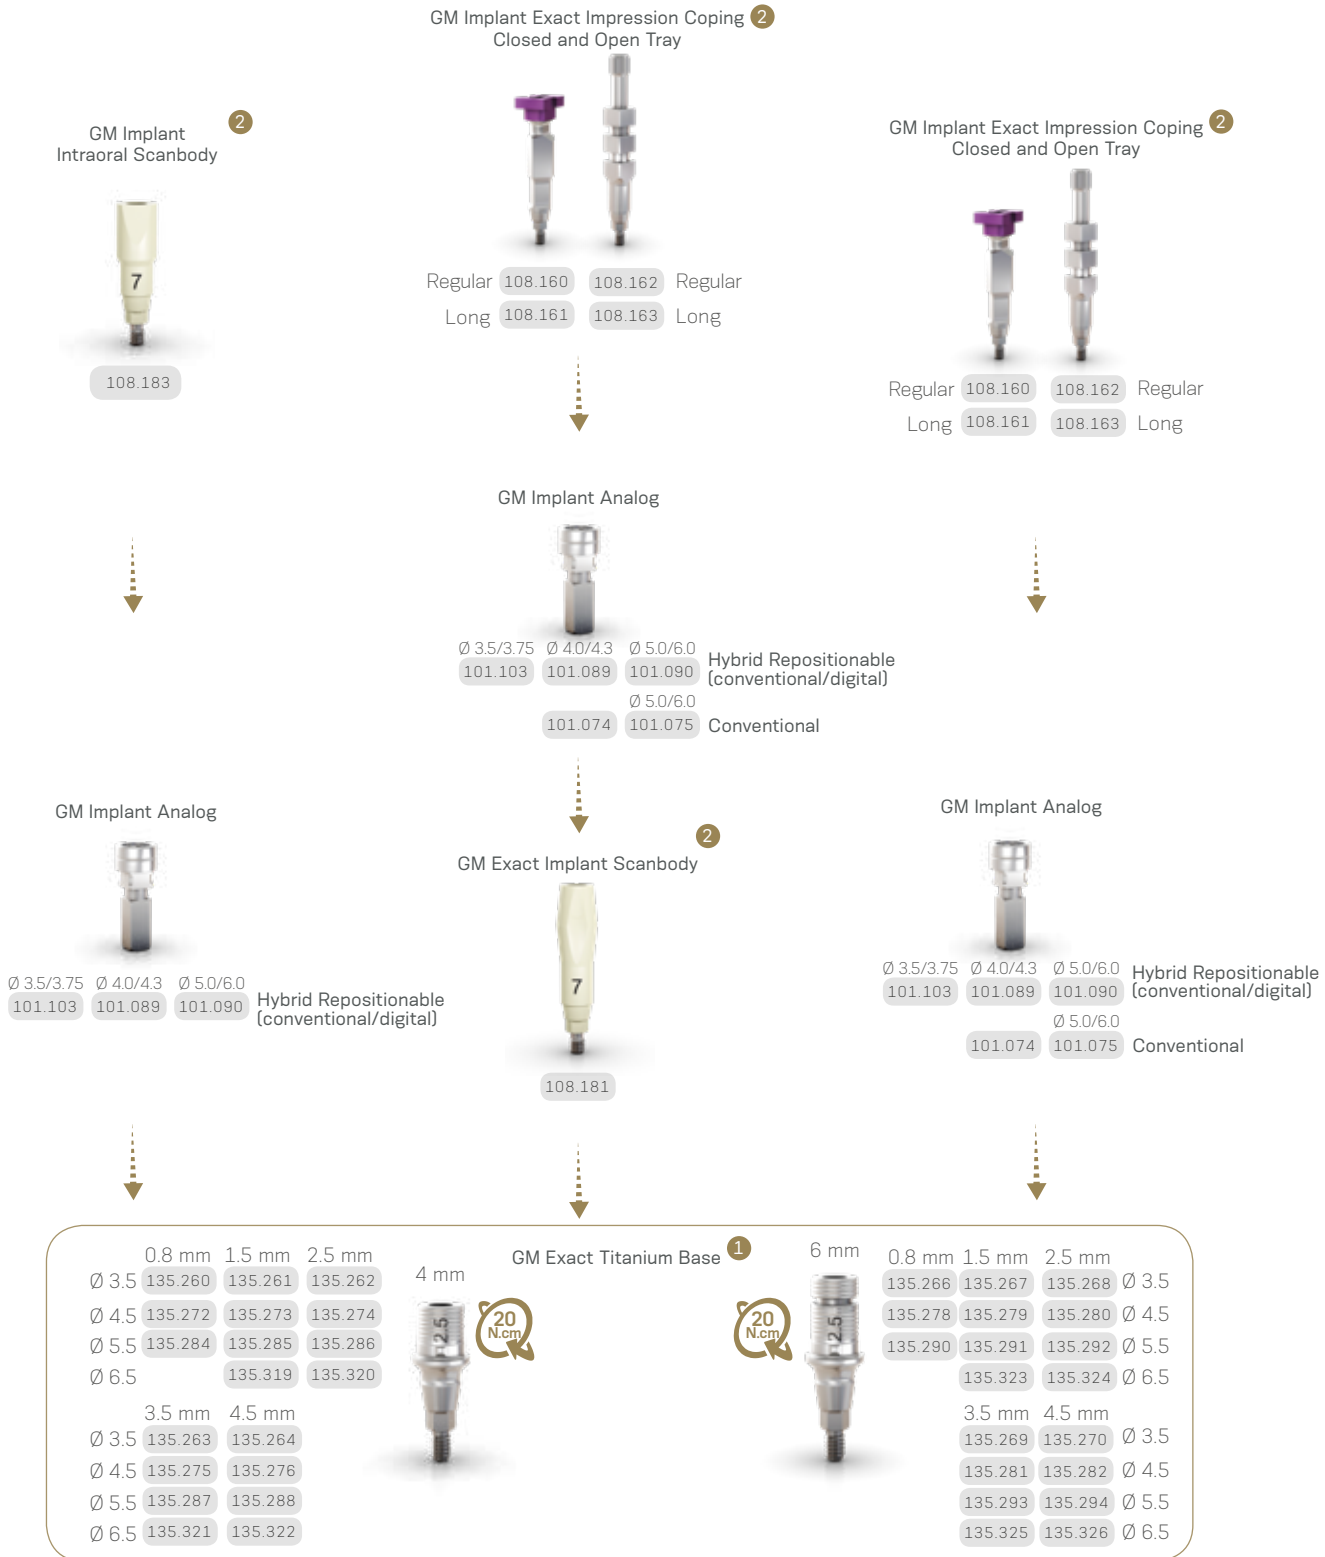 GM Implant Exact Impression Coping 2
Closed and Open Tray
Regular 108.160 108.162 Regular
Long 108.161 108.163 Long
GM Implant 2
Intraoral Scanbody
7
108.183
GM Implant Exact Impression Coping 2
Closed and Open Tray
Regular 108.160 108.162 Regular
Long 108.161 108.163 Long
GM Implant Analog
Ø 3.5/3.75 Ø 4.0/4.3 Ø 5.0/6.0
101.103 101.089 101.090 Hybrid Repositionable
(conventional/digital)
Ø 5.0/6.0
101.074 101.075 Conventional
GM Implant Analog
Ø 3.5/3.75 Ø 4.0/4.3 Ø 5.0/6.0
101.103 101.089 101.090 Hybrid Repositionable
(conventional/digital)
GM Exact Implant Scanbody 2
7
108.181
GM Implant Analog
Ø 3.5/3.75 Ø 4.0/4.3 Ø 5.0/6.0
101.103 101.089 101.090 Hybrid Repositionable
(conventional/digital)
Ø 5.0/6.0
101.074 101.075 Conventional
GM Exact Titanium Base 1
0.8 mm 1.5 mm 2.5 mm
Ø 3.5 135.260 135.261 135.262
Ø 4.5 135.272 135.273 135.274
Ø 5.5 135.284 135.285 135.286
Ø 6.5 135.319 135.320
3.5 mm 4.5 mm
Ø 3.5 135.263 135.264
Ø 4.5 135.275 135.276
Ø 5.5 135.287 135.288
Ø 6.5 135.321 135.322
4 mm
2.5
20
N.cm
6 mm
2.5
20
N.cm
0.8 mm 1.5 mm 2.5 mm
135.266 135.267 135.268 Ø 3.5
135.278 135.279 135.280 Ø 4.5
135.290 135.291 135.292 Ø 5.5
135.323 135.324 Ø 6.5
3.5 mm 4.5 mm
135.269 135.270 Ø 3.5
135.281 135.282 Ø 4.5
135.293 135.294 Ø 5.5
135.325 135.326 Ø 6.5